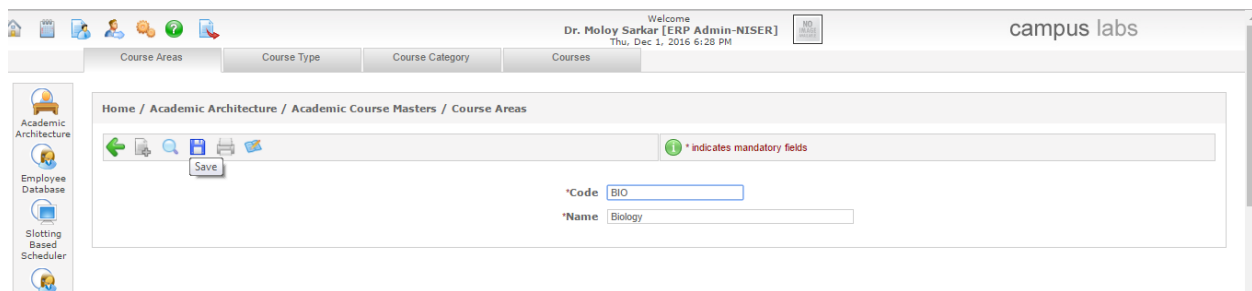 Welcome
Dr. Moloy Sarkar [ERP Admin-NISER]
Thu, Dec 1, 2016 6:28 PM
NO IMAGE
campus labs
Course Areas Course Type Course Category Courses
Home / Academic Architecture / Academic Course Masters / Course Areas
* indicates mandatory fields
Save
*Code BIO
*Name Biology
Academic
Architecture
Employee
Database
Slotting
Based
Scheduler